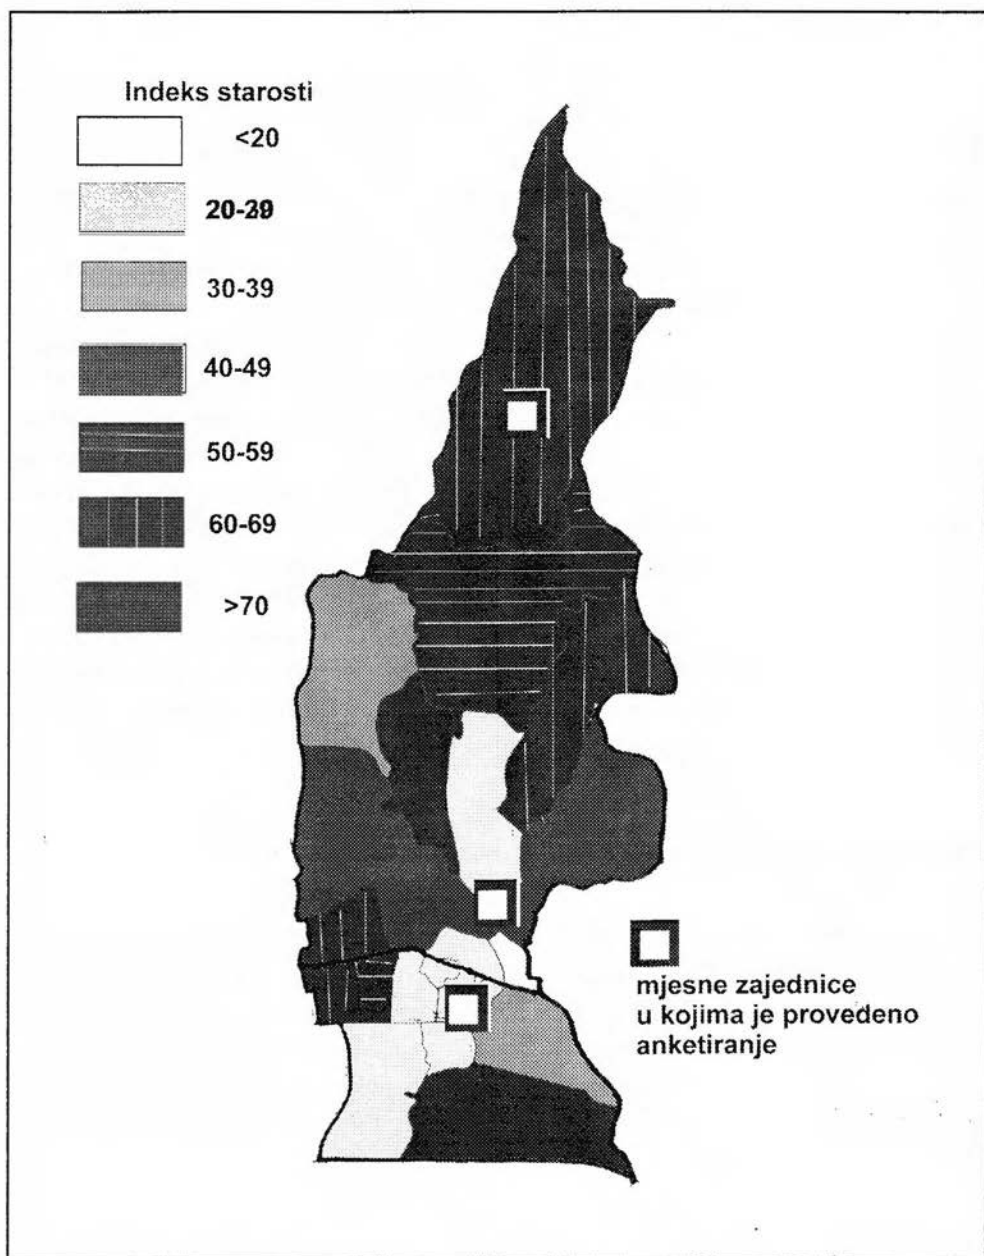 Indeks starosti
<20
20-29
30-39
40-49
50-59
60-69
>70
mjesne zajednice
u kojima je provedeno
anketiranje